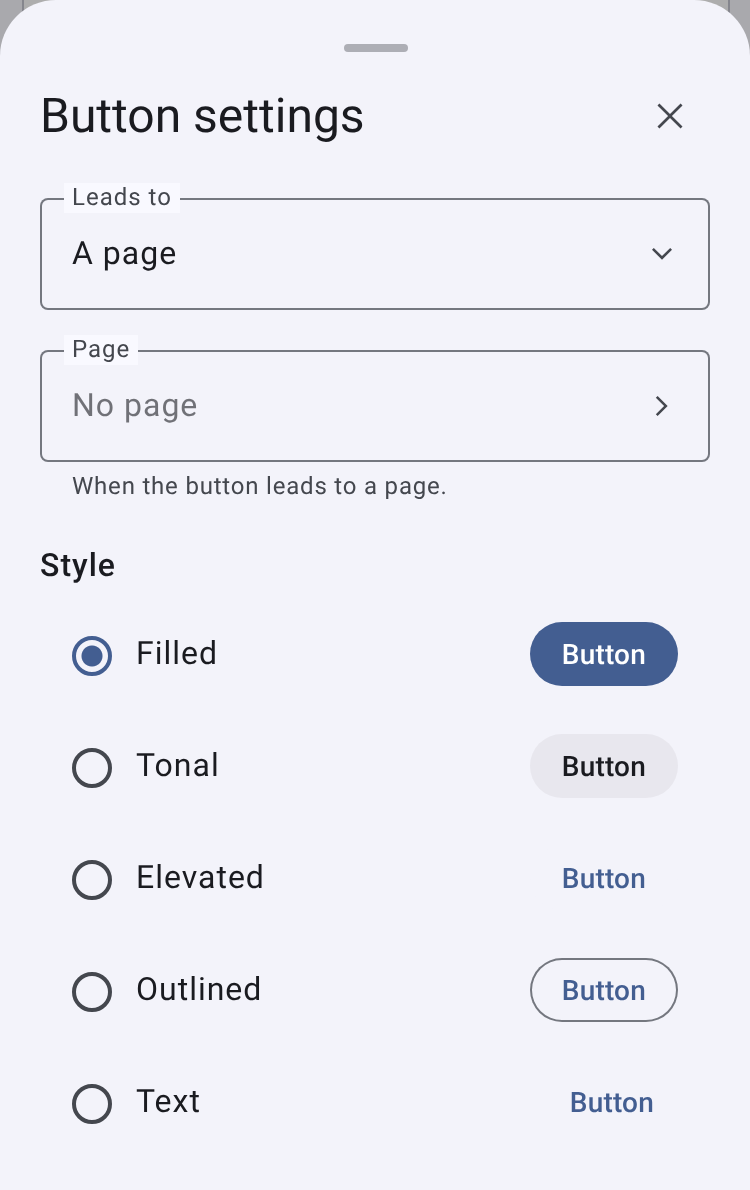 Button settings
Leads to
A page
Page
No page
When the button leads to a page.
Style
Filled
Button
Tonal
Button
Elevated
Button
Outlined
Button
Text
Button